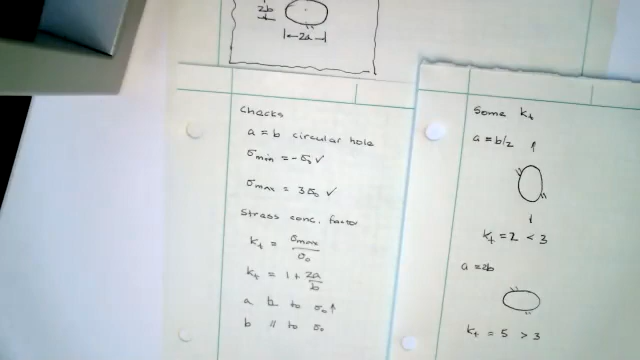 2b
2a
Checks
a = b circular hole
σmin = -σ₀ ✓
σmax = 3σ₀ ✓
Stress conc. factor
Kt = σmax/σ₀
Kt = 1 + 2a/b
a ⊥ to σ₀ ↑
b // to σ₀
Some Kt
a = b/2
Kt = 2 < 3
a = 2b
Kt = 5 > 3